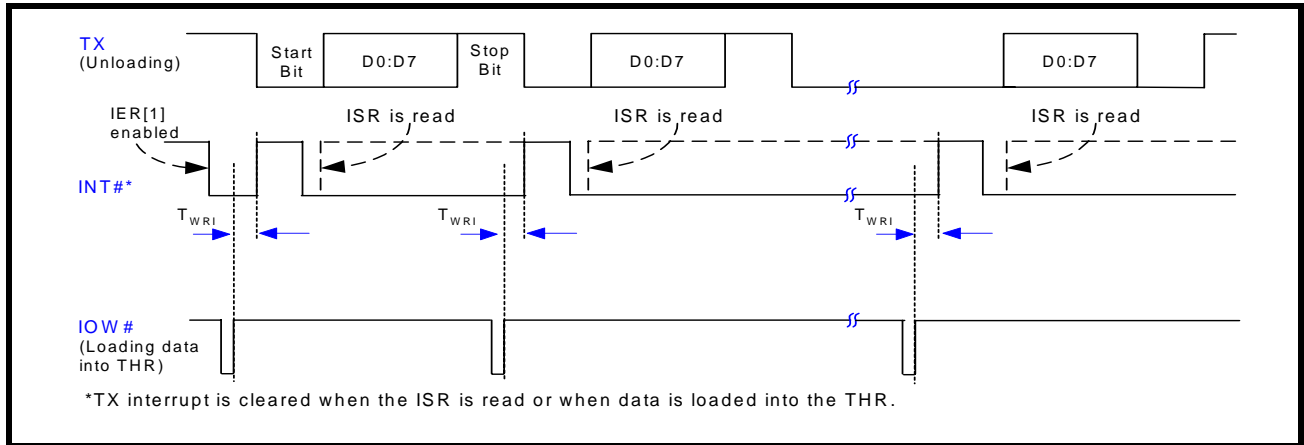 TX
(Unloading)
Start
Bit
D0:D7
Stop
Bit
D0:D7
D0:D7
IER[1]
enabled
ISR is read
ISR is read
ISR is read
INT#*
TWRI
TWRI
TWRI
IOW#
(Loading data
into THR)
*TX interrupt is cleared when the ISR is read or when data is loaded into the THR.